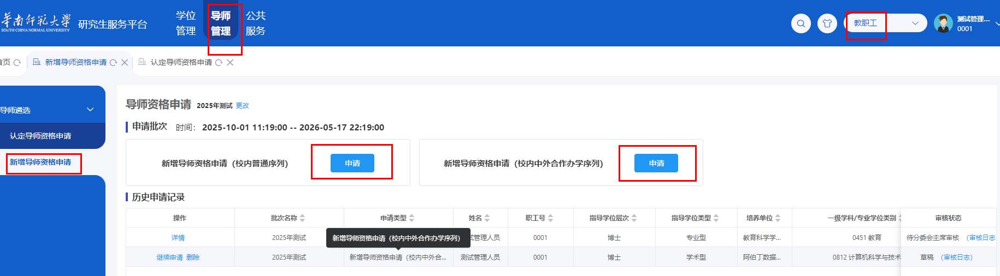 華南师範大學
SOUTH CHINA NORMAL UNIVERSITY
研究生服务平台
学位
管理
导师
管理
公共
服务
教职工
测试管理...
0001
首页
新增导师资格申请
认定导师资格申请
导师遴选
认定导师资格申请
新增导师资格申请
导师资格申请 2025年测试 更改
申请批次 时间： 2025-10-01 11:19:00 -- 2026-05-17 22:19:00
新增导师资格申请（校内普通序列） 申请
新增导师资格申请（校内中外合作办学序列） 申请
历史申请记录
操作 批次名称 申请类型 姓名 职工号 指导学位层次 指导学位类型 培养单位 一级学科/专业学位类别 审核状态
详情 2025年测试 新增导师资格申请（校内中外合作办学序列） 试管理人员 0001 博士 专业型 教育科学学... 0451 教育 待分委会主席审核 （审核日志
继续申请 删除 2025年测试 新增导师资格申请（校内中外合... 测试管理人员 0001 博士 学术型 阿伯丁数据... 0812 计算机科学与技术 草稿 （审核日志）